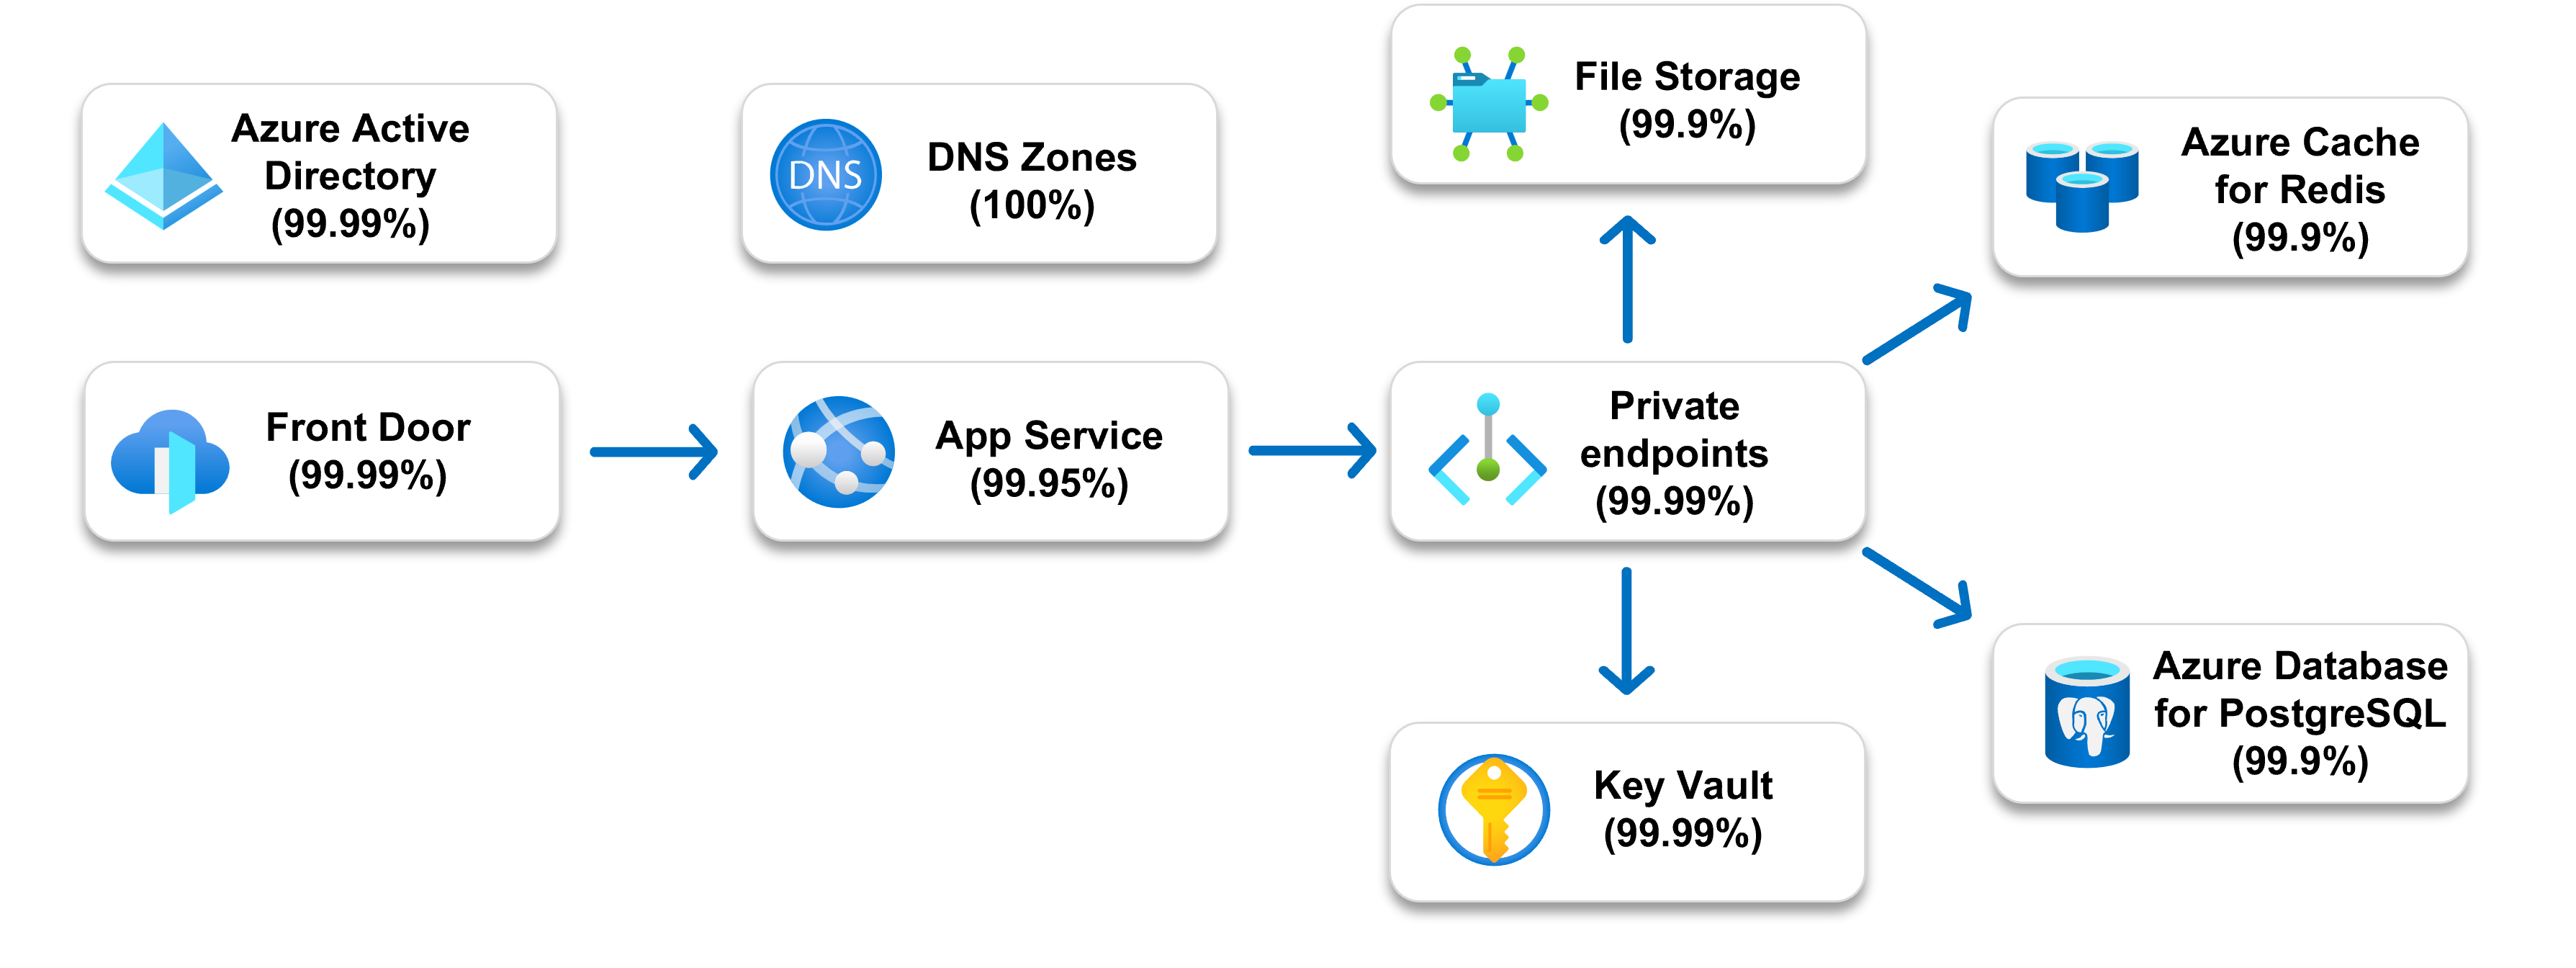 Azure Active
Directory
(99.99%)
DNS
DNS Zones
(100%)
File Storage
(99.9%)
Azure Cache
for Redis
(99.9%)
Front Door
(99.99%)
App Service
(99.95%)
Private
endpoints
(99.99%)
Key Vault
(99.99%)
Azure Database
for PostgreSQL
(99.9%)